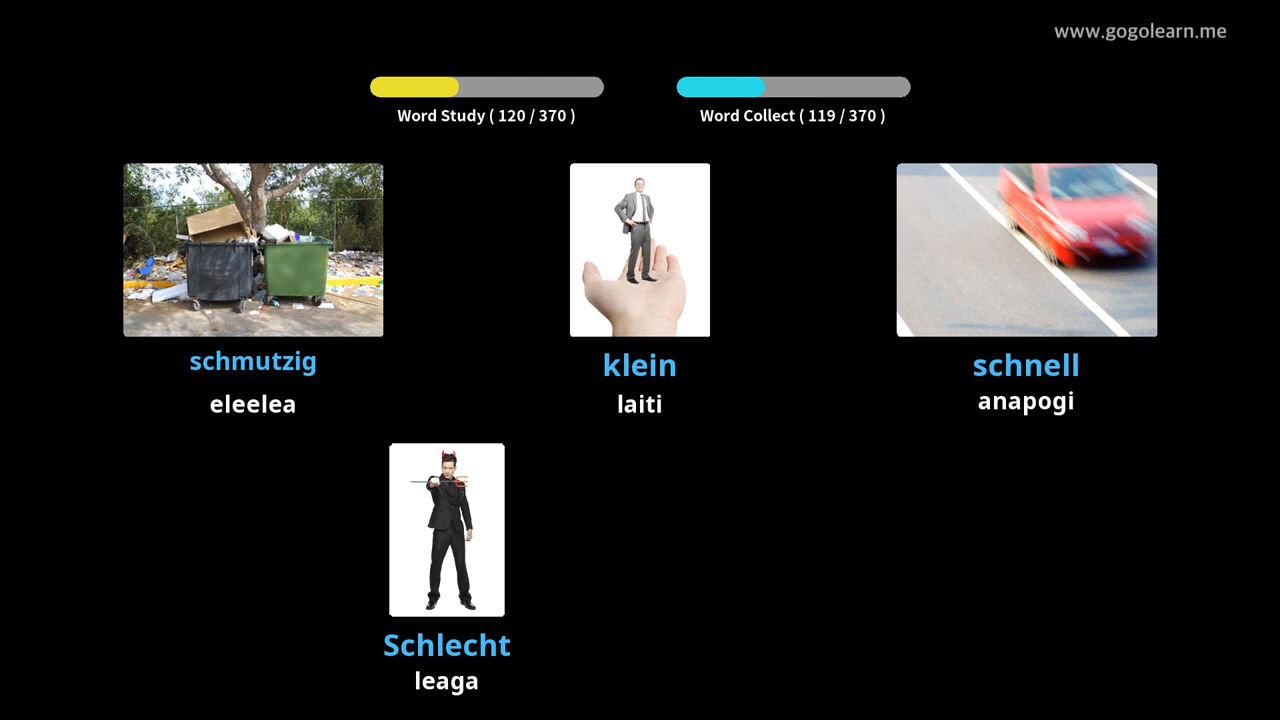 www.gogolearn.me
Word Study ( 120 / 370 )
Word Collect ( 119 / 370 )
schmutzig
eleelea
klein
laiti
schnell
anapogi
Schlecht
leaga